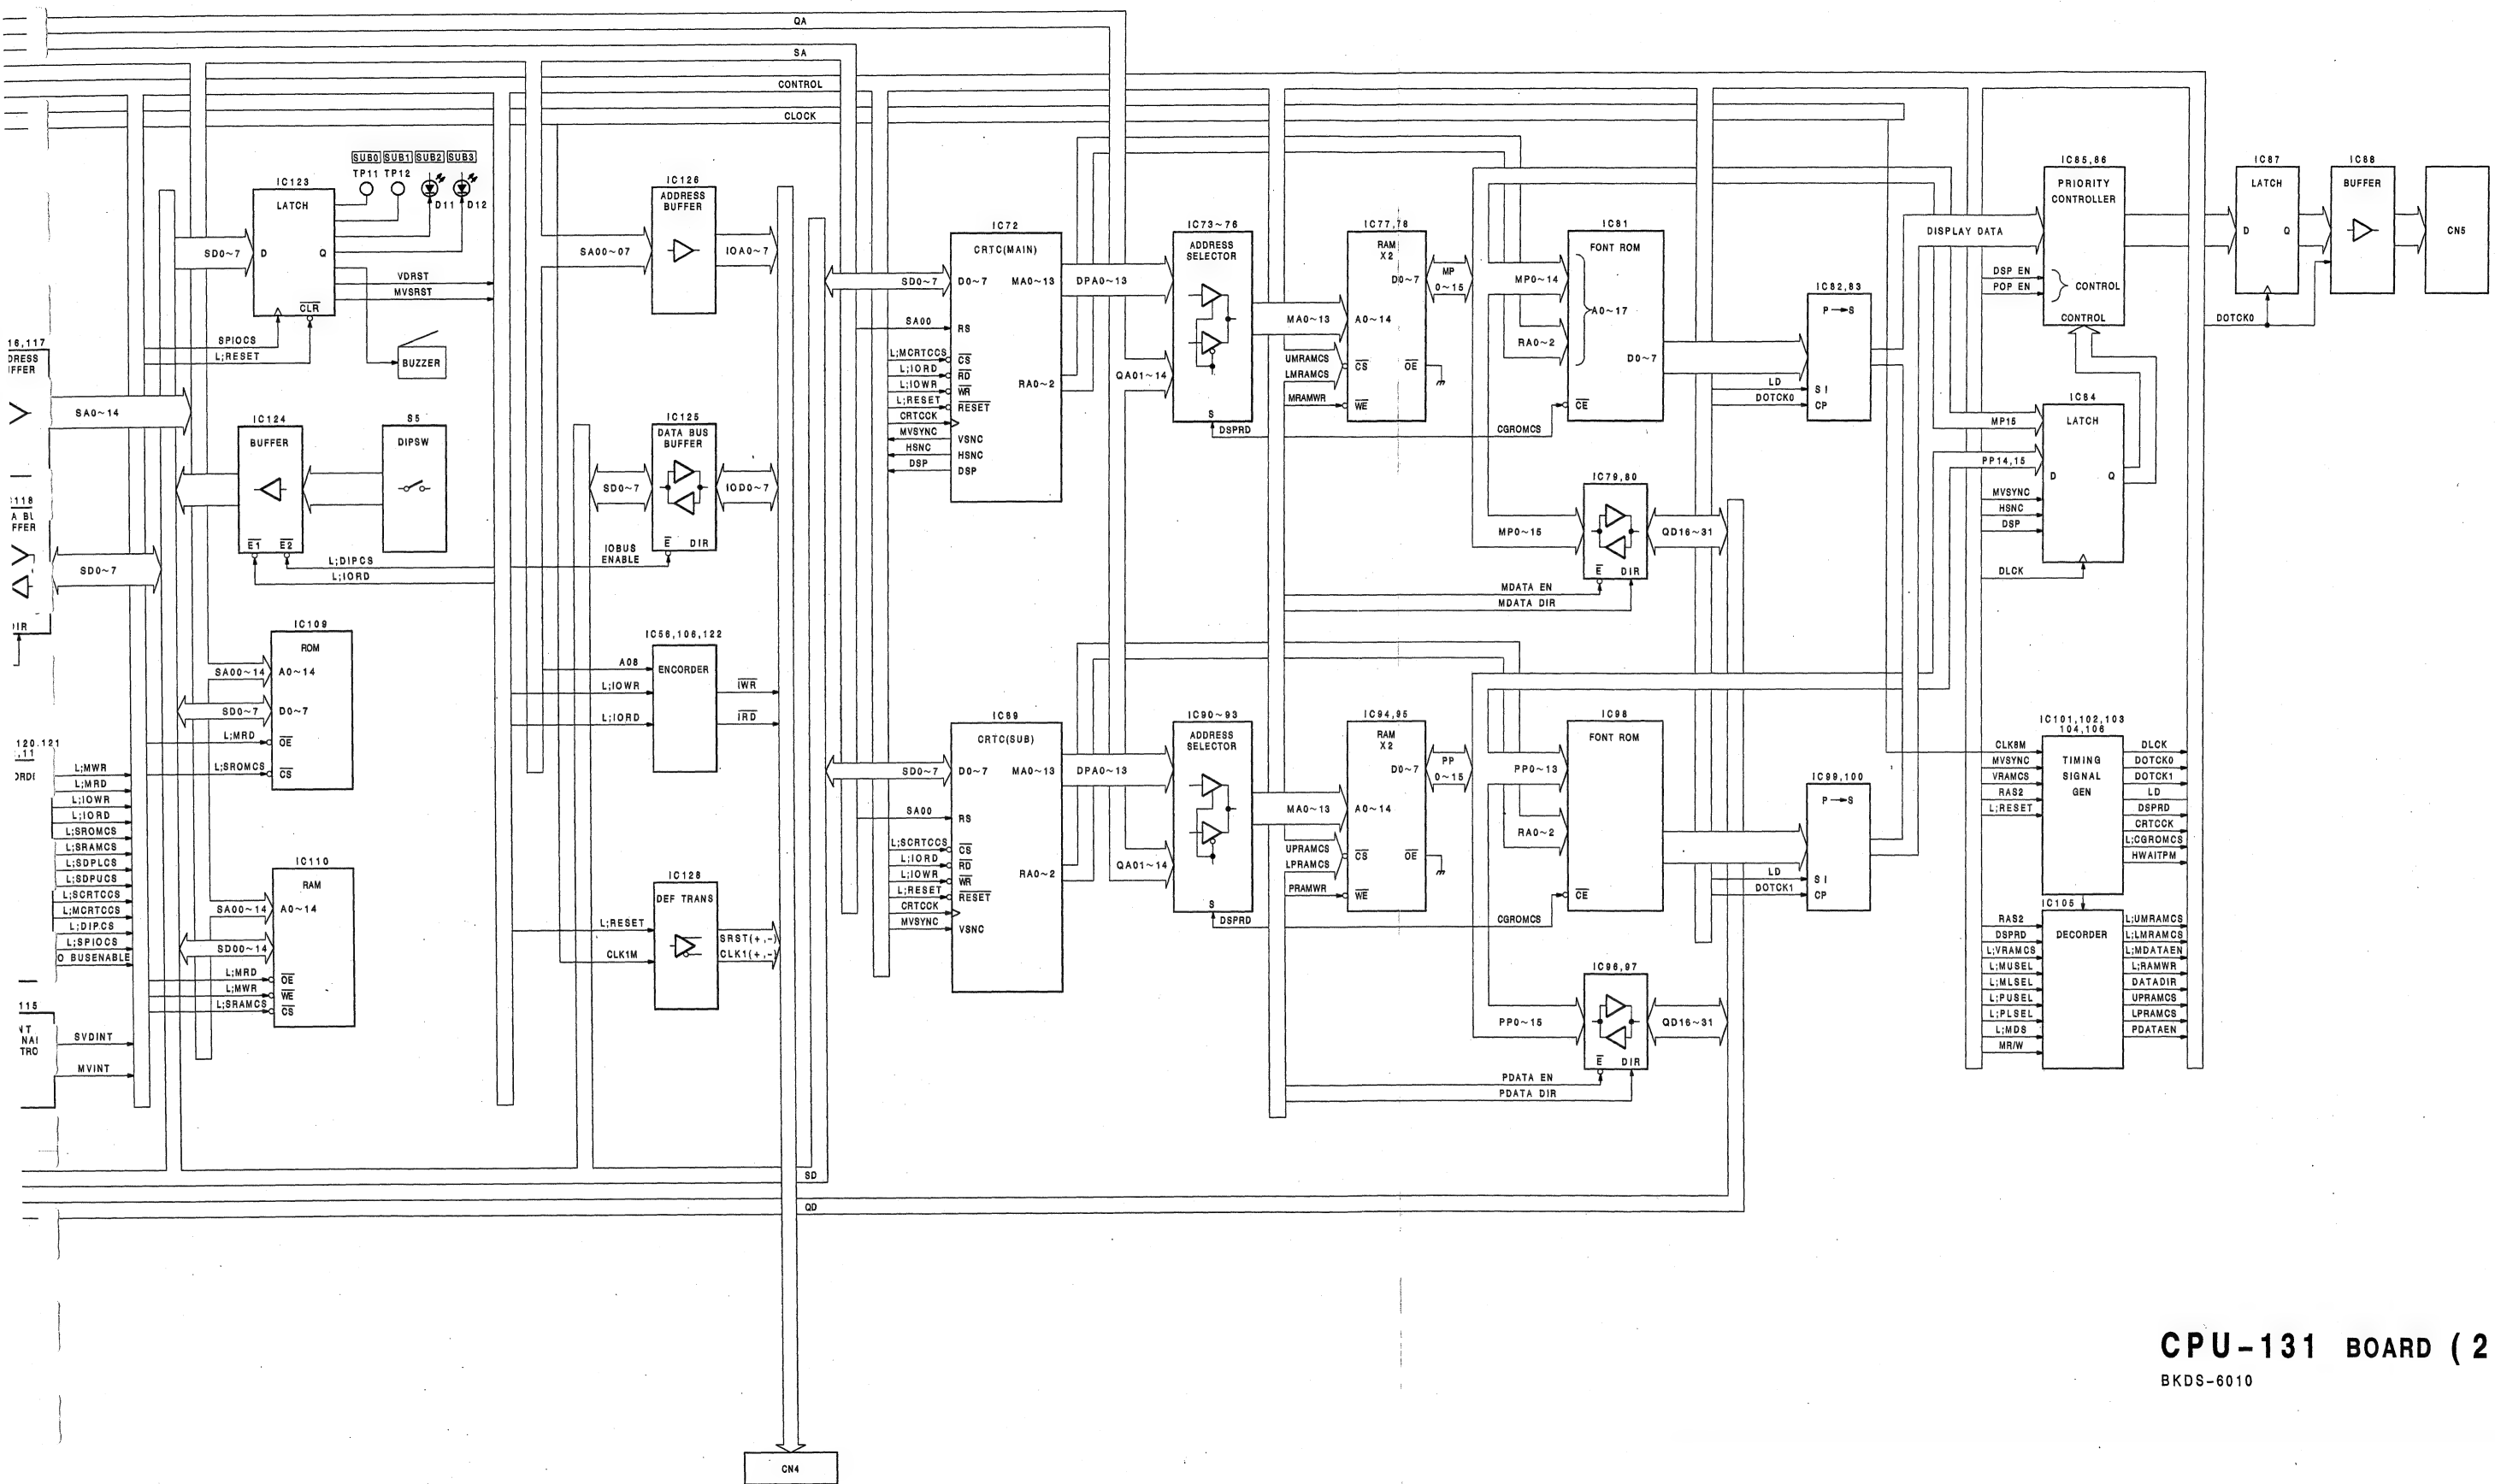 QA
SA
CONTROL
CLOCK
SUB0 SUB1 SUB2 SUB3
TP11 TP12
D11 D12
IC123
LATCH
SD0~7
D
Q
CLR
VDRST
MVSRST
SPIOCS
L;RESET
BUZZER
16,117
DRESS
FFER
SA0~14
IC124
BUFFER
E1 E2
S5
DIPSW
L;DIPCS
L;IORD
118
A BU
FFER
SD0~7
IR
IC109
ROM
SA00~14
A0~14
SD0~7
D0~7
L;MRD
OE
L;SROMCS
CS
120,121
,11
L;MWR
L;MRD
L;IOWR
L;IORD
L;SROMCS
L;SRAMCS
L;SDPLCS
L;SDPUCS
L;SCRTCCS
L;MCRTCCS
L;DIPCS
L;SPIOCS
O BUSENABLE
IC110
RAM
SA00~14
A0~14
SD00~14
L;MRD
OE
L;MWR
WE
L;SRAMCS
CS
115
NT
NAI
TRO
SVDINT
MVINT
IC126
ADDRESS
BUFFER
SA00~07
IOA0~7
IC125
DATA BUS
BUFFER
SD0~7
IOD0~7
E DIR
IOBUS
ENABLE
IC56,106,122
ENCORDER
A08
L;IOWR
L;IORD
IWR
IRD
IC128
DEF TRANS
L;RESET
CLK1M
SRST(+,-)
CLK1(+,-)
IC72
CRTC(MAIN)
SD0~7
D0~7
MA0~13
DPA0~13
SA00
RS
L;MCRTCCS
CS
L;IORD
RD
L;IOWR
WR
L;RESET
RESET
CRTCCK
MVSYNC
VSNC
HSNC
HSNC
DSP
DSP
RA0~2
IC73~76
ADDRESS
SELECTOR
QA01~14
S
DSPRD
IC77,78
RAM
X2
MA0~13
A0~14
D0~7
MP
0~15
UMRAMCS
LMRAMCS
CS
OE
MRAMWR
WE
IC81
FONT ROM
MP0~14
A0~17
RA0~2
D0~7
CGROMCS
CE
IC79,80
MP0~15
QD16~31
E DIR
MDATA EN
MDATA DIR
IC82,83
P→S
LD
SI
DOTCK0
CP
IC85,86
PRIORITY
CONTROLLER
DISPLAY DATA
DSP EN
POP EN
CONTROL
CONTROL
IC87
LATCH
D
Q
DOTCK0
IC88
BUFFER
CN5
IC84
LATCH
MP15
PP14,15
D
Q
MVSYNC
HSNC
DSP
DLCK
IC89
CRTC(SUB)
SD0~7
D0~7
MA0~13
DPA0~13
SA00
RS
L;SCRTCCS
CS
L;IORD
RD
L;IOWR
WR
L;RESET
RESET
CRTCCK
MVSYNC
VSNC
RA0~2
IC90~93
ADDRESS
SELECTOR
QA01~14
S
DSPRD
IC94,95
RAM
X2
MA0~13
A0~14
D0~7
PP
0~15
UPRAMCS
LPRAMCS
CS
OE
PRAMWR
WE
IC98
FONT ROM
PP0~13
RA0~2
CGROMCS
CE
IC96,97
PP0~15
QD16~31
E DIR
PDATA EN
PDATA DIR
IC99,100
P→S
LD
SI
DOTCK1
CP
IC101,102,103
104,106
TIMING
SIGNAL
GEN
CLK8M
MVSYNC
VRAMCS
RAS2
L;RESET
DLCK
DOTCK0
DOTCK1
LD
DSPRD
CRTCCK
L;CGROMCS
HWAITPM
IC105
DECORDER
RAS2
DSPRD
L;VRAMCS
L;MUSEL
L;MLSEL
L;PUSEL
L;PLSEL
L;MDS
MR/W
L;UMRAMCS
L;LMRAMCS
L;MDATAEN
L;RAMWR
DATADIR
UPRAMCS
LPRAMCS
PDATAEN
SD
QD
CN4
CPU-131 BOARD (2
BKDS-6010